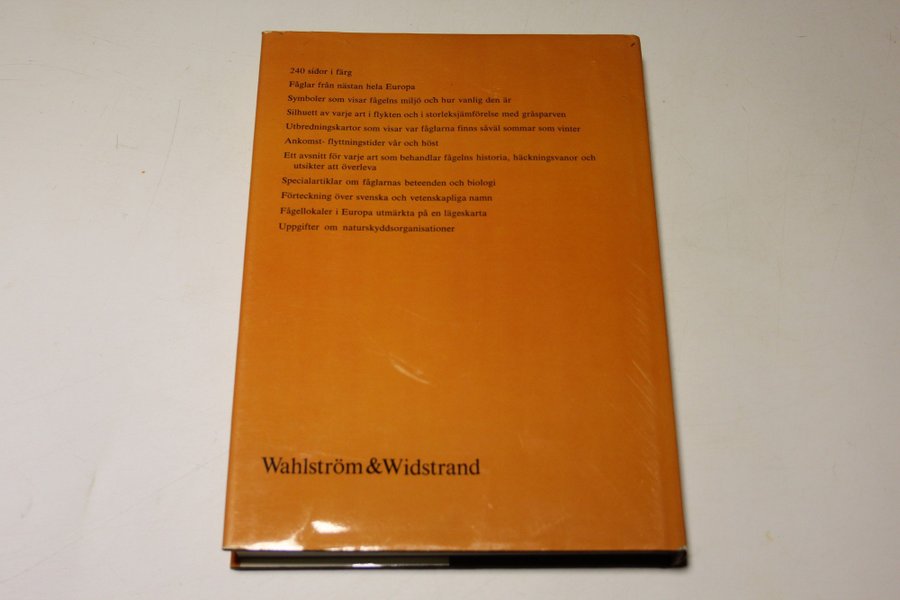 240 sidor i färg
Fåglar från nästan hela Europa
Symboler som visar fågelns miljö och hur vanlig den är
Silhuett av varje art i flykten och i storleksjämförelse med gråsparven
Utbredningskartor som visar var fåglarna finns såväl sommar som vinter
Ankomst- flyttningstider vår och höst
Ett avsnitt för varje art som behandlar fågelns historia, häckningsvanor och
utsikter att överleva
Specialartiklar om fåglarnas beteenden och biologi
Förteckning över svenska och vetenskapliga namn
Fågellokaler i Europa utmärkta på en lägeskarta
Uppgifter om naturskyddsorganisationer
Wahlström & Widstrand